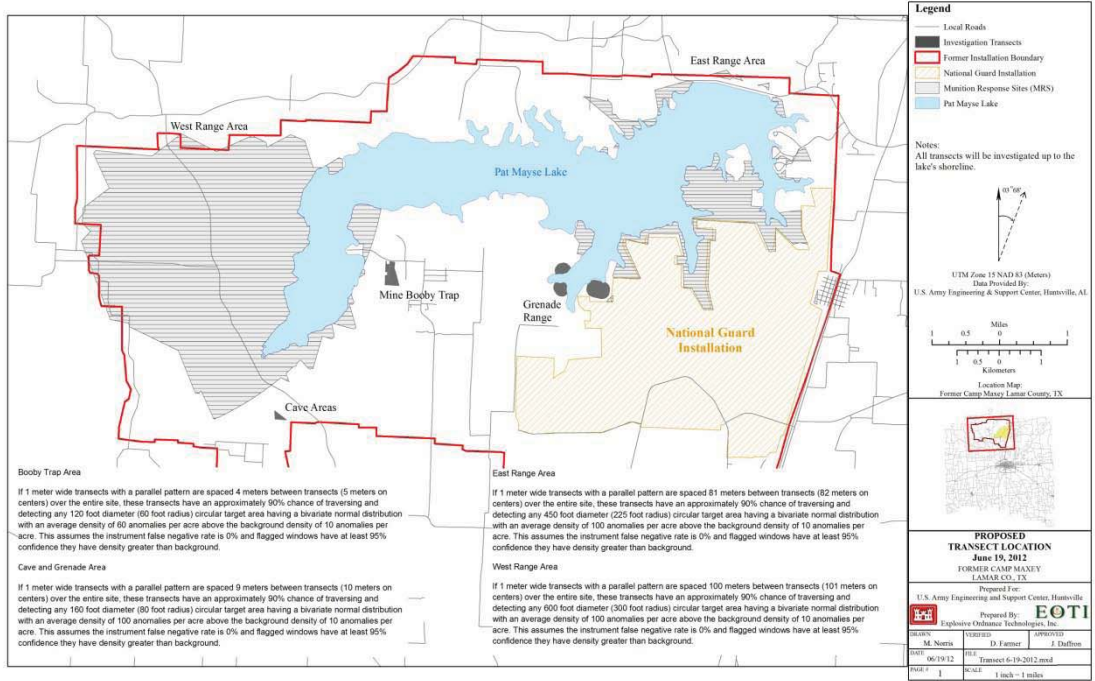 East Range Area
West Range Area
Pat Mayse Lake
Mine Booby Trap
Grenade
Range
National Guard
Installation
Cave Areas
Booby Trap Area
If 1 meter wide transects with a parallel pattern are spaced 4 meters between transects (5 meters on
centers) over the entire site, these transects have an approximately 90% chance of traversing and
detecting any 120 foot diameter (60 foot radius) circular target area having a bivariate normal distribution
with an average density of 60 anomalies per acre above the background density of 10 anomalies per
acre. This assumes the instrument false negative rate is 0% and flagged windows have at least 95%
confidence they have density greater than background.
Cave and Grenade Area
If 1 meter wide transects with a parallel pattern are spaced 9 meters between transects (10 meters on
centers) over the entire site, these transects have an approximately 90% chance of traversing and
detecting any 160 foot diameter (80 foot radius) circular target area having a bivariate normal distribution
with an average density of 100 anomalies per acre above the background density of 10 anomalies per
acre. This assumes the instrument false negative rate is 0% and flagged windows have at least 95%
confidence they have density greater than background.
East Range Area
If 1 meter wide transects with a parallel pattern are spaced 81 meters between transects (82 meters on
centers) over the entire site, these transects have an approximately 90% chance of traversing and
detecting any 450 foot diameter (225 foot radius) circular target area having a bivariate normal distribution
with an average density of 100 anomalies per acre above the background density of 10 anomalies per
acre. This assumes the instrument false negative rate is 0% and flagged windows have at least 95%
confidence they have density greater than background.
West Range Area
If 1 meter wide transects with a parallel pattern are spaced 100 meters between transects (101 meters on
centers) over the entire site, these transects have an approximately 90% chance of traversing and
detecting any 600 foot diameter (300 foot radius) circular target area having a bivariate normal distribution
with an average density of 100 anomalies per acre above the background density of 10 anomalies per
acre. This assumes the instrument false negative rate is 0% and flagged windows have at least 95%
confidence they have density greater than background.
Legend
Local Roads
Investigation Transects
Former Installation Boundary
National Guard Installation
Munition Response Sites (MRS)
Pat Mayse Lake
Notes:
All transects will be investigated up to the
lake's shoreline.
03°68'
UTM Zone 15 NAD 83 (Meters)
Data Provided By:
U.S. Army Engineering & Support Center, Huntsville, AL
Miles
1 0.5 0 1
1 0.5 0 1
Kilometers
Location Map:
Former Camp Maxey Lamar County, TX
PROPOSED
TRANSECT LOCATION
June 19, 2012
FORMER CAMP MAXEY
LAMAR CO., TX
Prepared For:
U.S. Army Engineering and Support Center, Huntsville
Prepared By: EOTI
Explosive Ordnance Technologies, Inc.
DRAWN VERIFIED APPROVED
M. Norris D. Farmer J. Daffron
DATE FILE
06/19/12 Transect 6-19-2012.mxd
PAGE # SCALE
1 1 inch = 1 miles